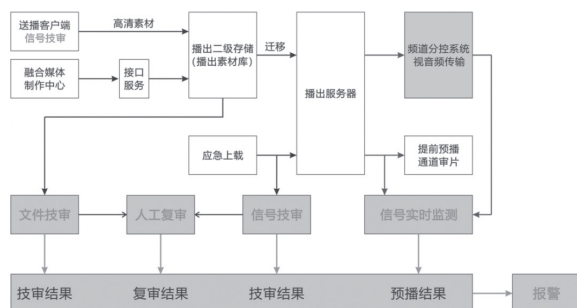 送播客户端
信号技审
高清素材
融合媒体
制作中心
接口
服务
播出二级存储
(播出素材库)
迁移
播出服务器
频道分控系统
视音频传输
应急上载
提前预播
通道审片
文件技审
人工复审
信号技审
信号实时监测
技审结果
复审结果
技审结果
预播结果
报警